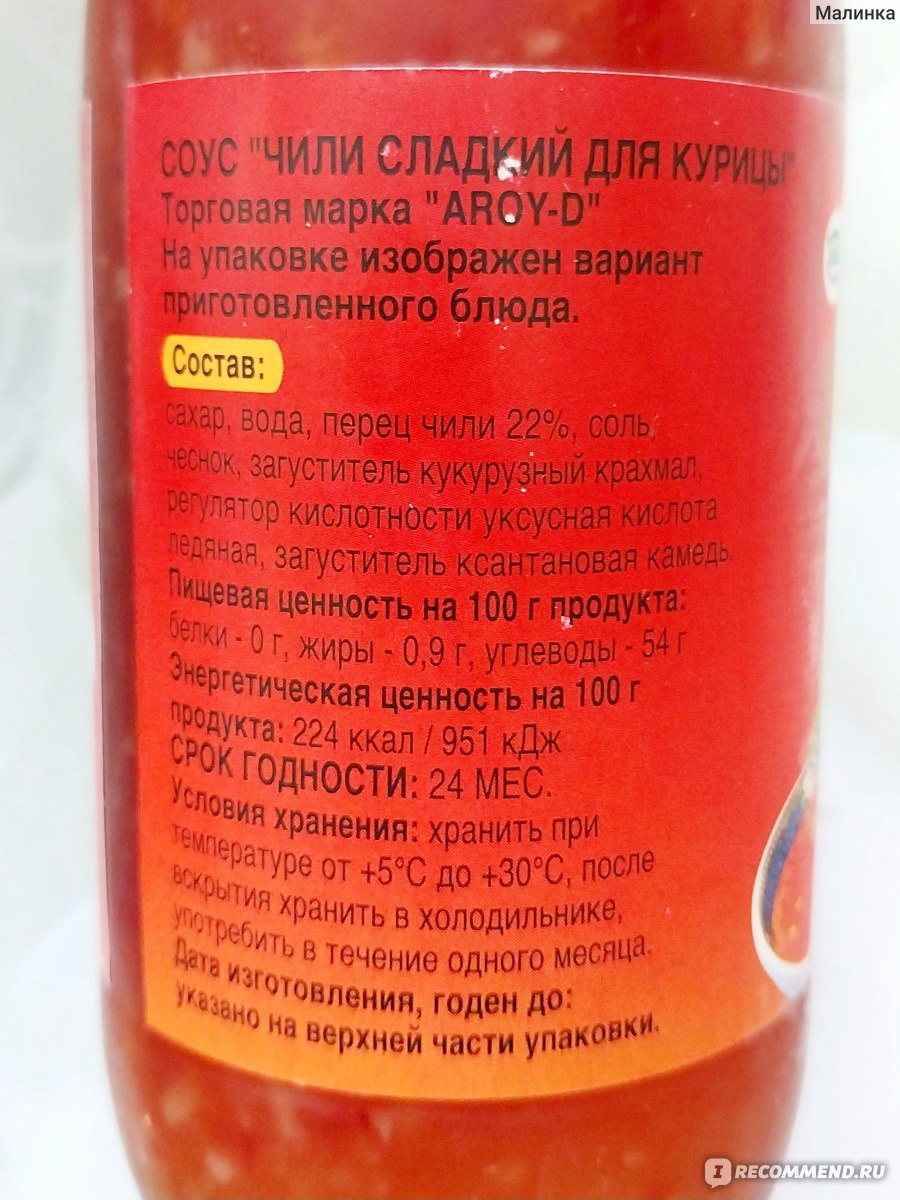 Малинка
СОУС "ЧИЛИ СЛАДКИЙ ДЛЯ КУРИЦЫ"
Торговая марка "AROY-D"
На упаковке изображен вариант
приготовленного блюда.
Состав:
сахар, вода, перец чили 22%, соль,
чеснок, загуститель кукурузный крахмал,
регулятор кислотности уксусная кислота
ледяная, загуститель ксантановая камедь.
Пищевая ценность на 100 г продукта:
белки - 0 г, жиры - 0,9 г, углеводы - 54 г
Энергетическая ценность на 100 г
продукта: 224 ккал / 951 кДж
СРОК ГОДНОСТИ: 24 МЕС.
Условия хранения: хранить при
температуре от +5°С до +30°С, после
вскрытия хранить в холодильнике,
употребить в течение одного месяца.
Дата изготовления, годен до:
указано на верхней части упаковки.
IRECOMMEND.RU